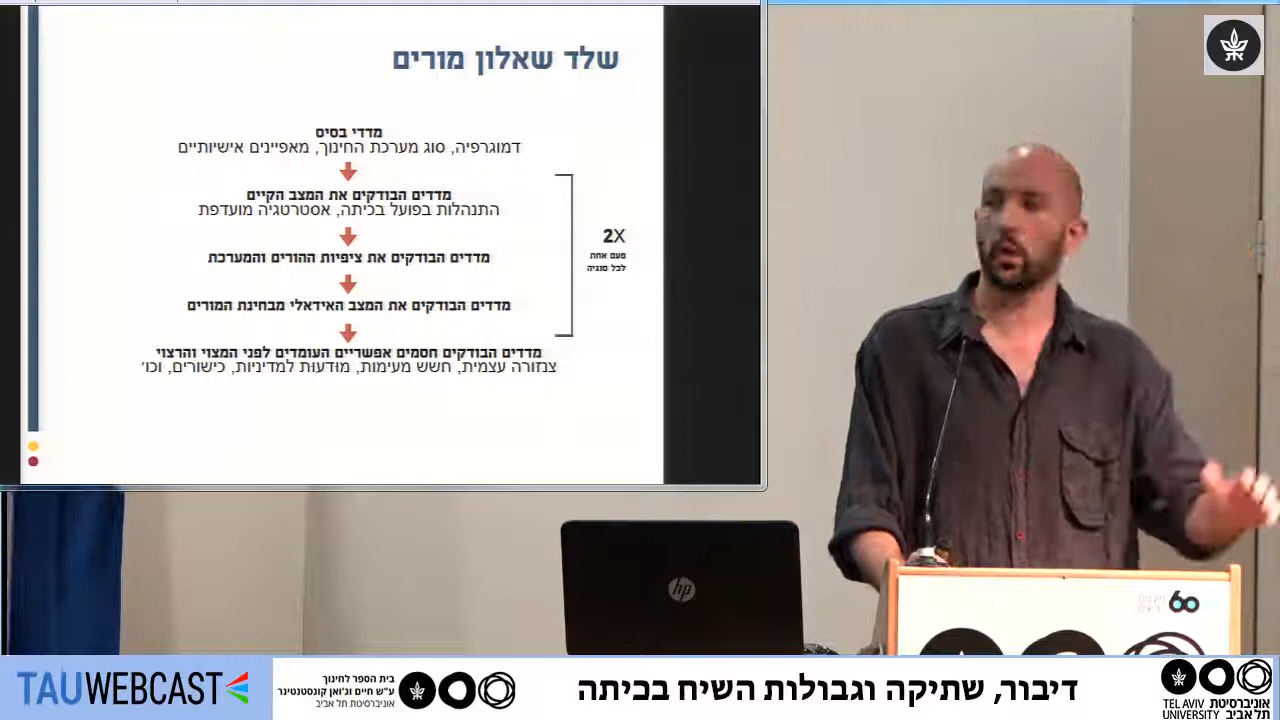 שלד שאלון מורים
מדדי בסיס
דמוגרפיה, סוג מערכת החינוך, מאפיינים אישיותיים
מדדים הבודקים את המצב הקיים
התנהלות בפועל בכיתה, אסטרטגיה מועדפת
מדדים הבודקים את ציפיות ההורים והמערכת
מדדים הבודקים את המצב האידאלי מבחינת המורים
מדדים הבודקים חסמים אפשריים העומדים לפני המצוי והרצוי
צנזורה עצמית, חשש מעימות, מוּדעוּת למדיניות, כישורים, וכו׳
2X
פעם אחת
לכל סוגיה
hp
60
TAUWEBCAST
בית הספר לחינוך
ע"ש חיים וג'ואן קונסטנטינר
אוניברסיטת תל אביב
דיבור, שתיקה וגבולות השיח בכיתה
אוניברסיטת תל אביב
TEL AVIV UNIVERSITY